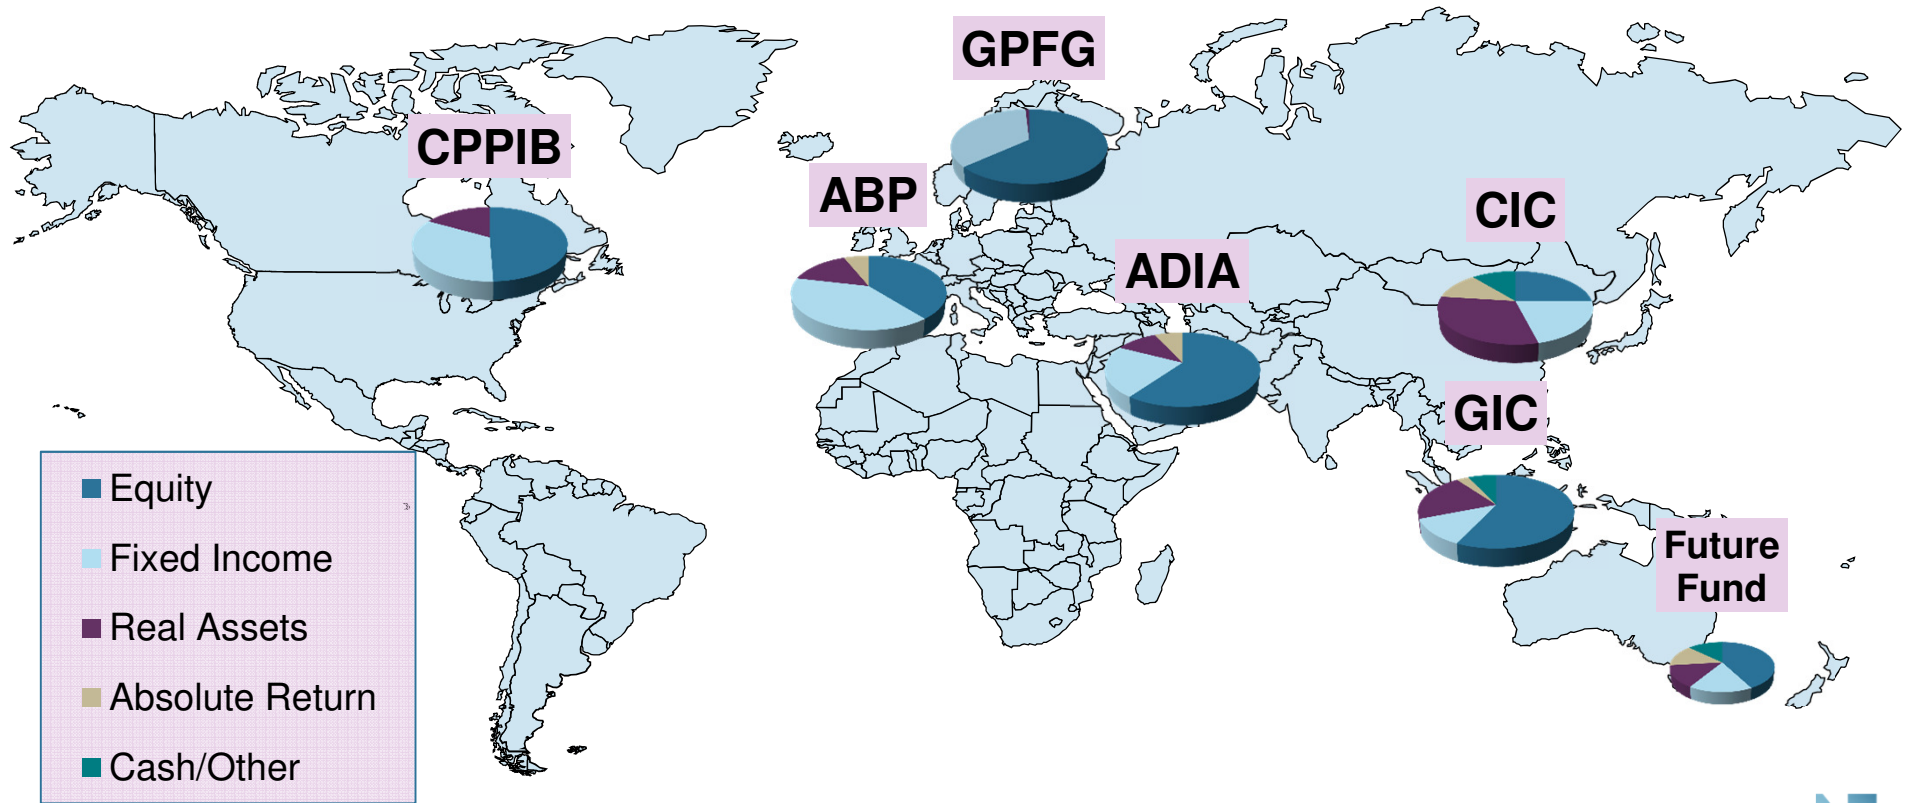 GPFG
CPPIB
ABP
CIC
ADIA
GIC
Equity
Fixed Income
Real Assets
Absolute Return
Cash/Other
Future
Fund